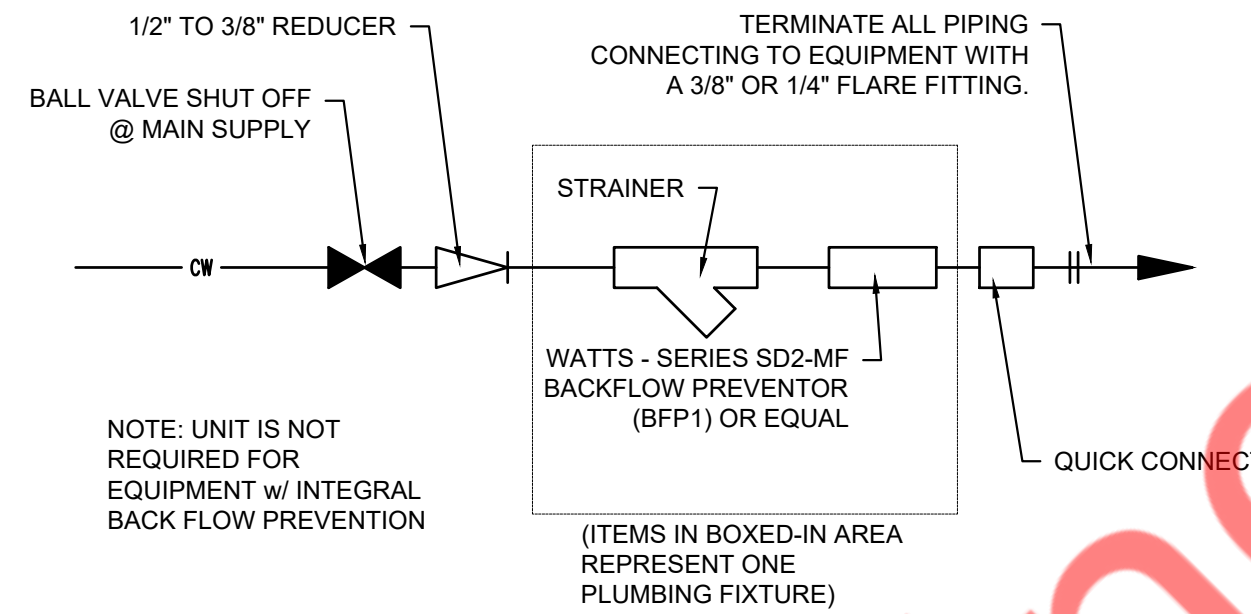 1/2" TO 3/8" REDUCER
TERMINATE ALL PIPING
CONNECTING TO EQUIPMENT WITH
A 3/8" OR 1/4" FLARE FITTING.
BALL VALVE SHUT OFF
@ MAIN SUPPLY
STRAINER
CW
WATTS - SERIES SD2-MF
BACKFLOW PREVENTOR
(BFP1) OR EQUAL
NOTE: UNIT IS NOT
REQUIRED FOR
EQUIPMENT w/ INTEGRAL
BACK FLOW PREVENTION
QUICK CONNECT
(ITEMS IN BOXED-IN AREA
REPRESENT ONE
PLUMBING FIXTURE)